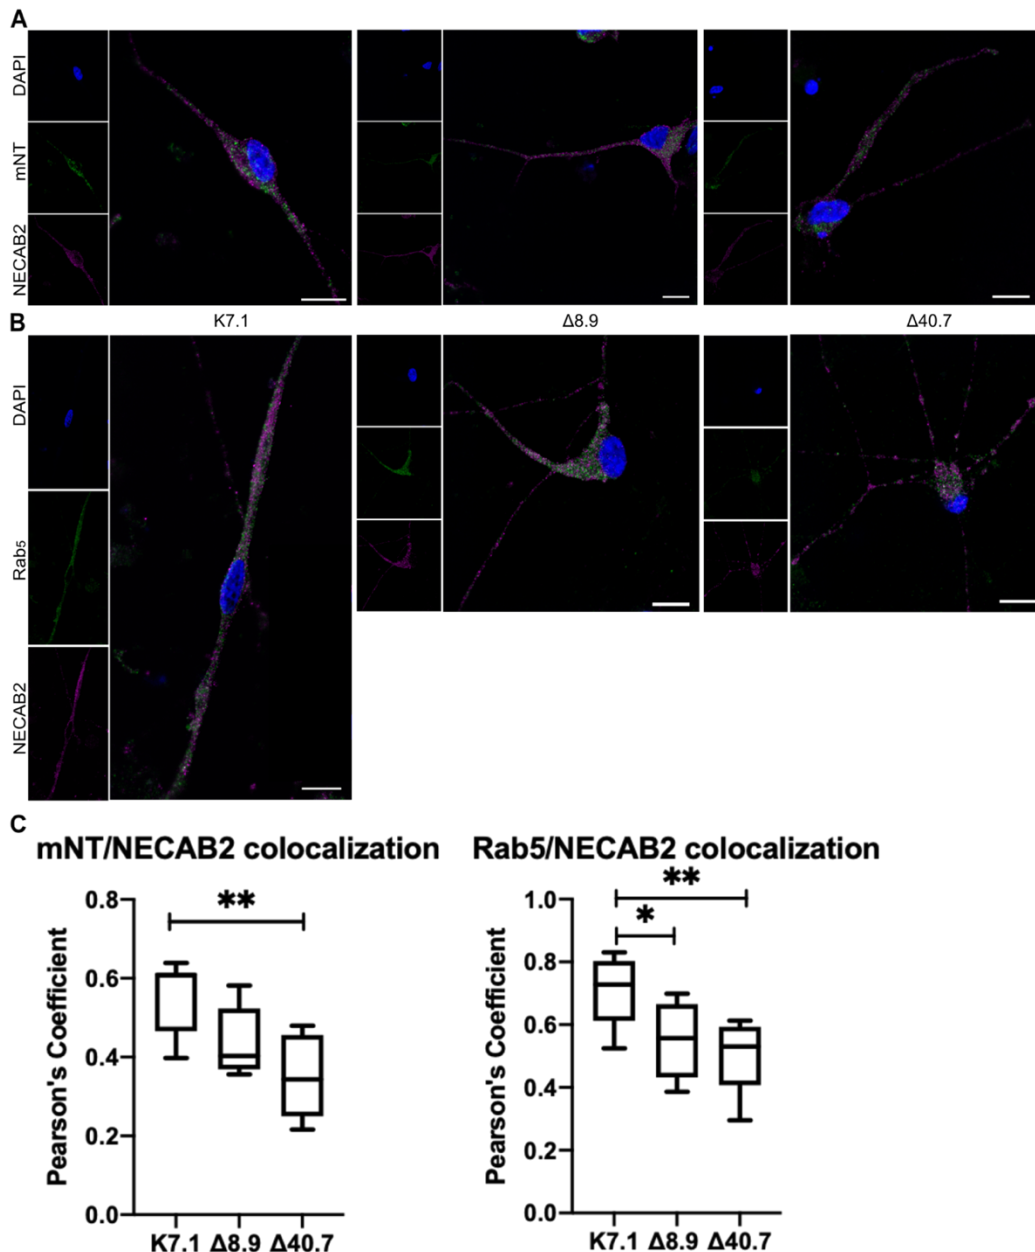 A
DAPI
mNT
NECAB2
B
K7.1
Δ8.9
Δ40.7
DAPI
Rab5
NECAB2
C
mNT/NECAB2 colocalization
Pearson's Coefficient
0.8
0.6
0.4
0.2
0.0
**
K7.1 Δ8.9 Δ40.7
Rab5/NECAB2 colocalization
Pearson's Coefficient
1.0
0.8
0.6
0.4
0.2
0.0
**
*
K7.1 Δ8.9 Δ40.7